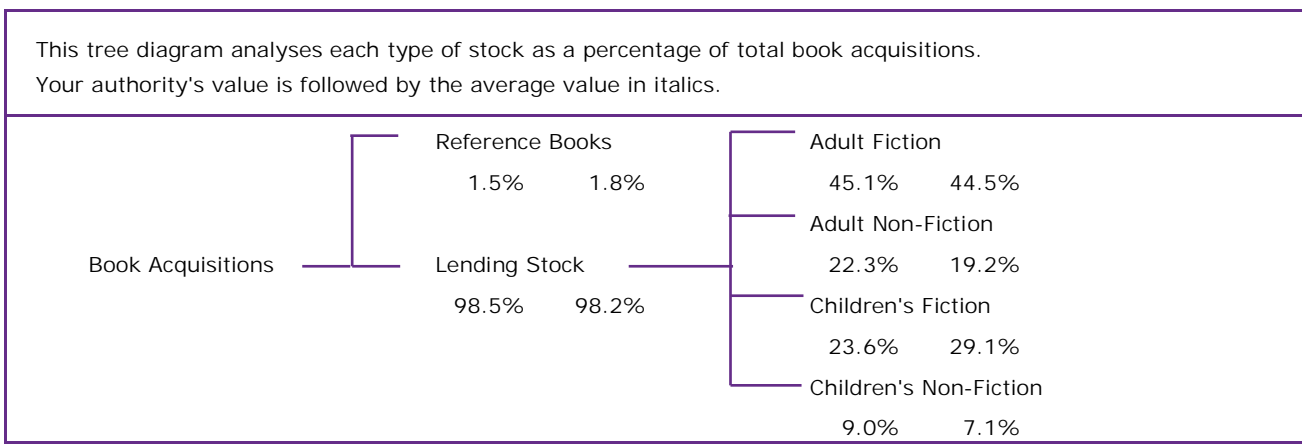 This tree diagram analyses each type of stock as a percentage of total book acquisitions.
Your authority's value is followed by the average value in italics.
Reference Books
1.5% 1.8%
Book Acquisitions
Lending Stock
98.5% 98.2%
Adult Fiction
45.1% 44.5%
Adult Non-Fiction
22.3% 19.2%
Children's Fiction
23.6% 29.1%
Children's Non-Fiction
9.0% 7.1%